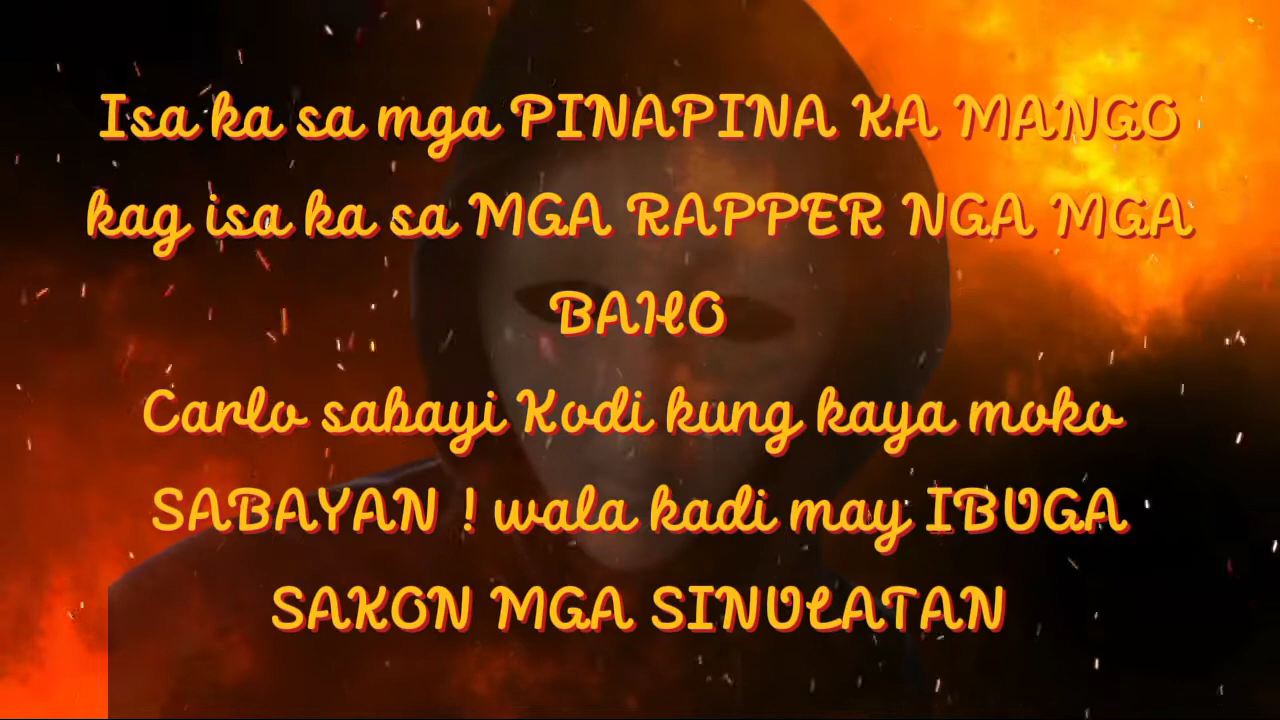 Isa ka sa mga PINAPINA KA MANGO
kag isa ka sa MGA RAPPER NGA MGA
BAHO
Carlo sabayi Kodi kung kaya moko
SABAYAN ! wala kadi may IBUGA
SAKON MGA SINULATAN